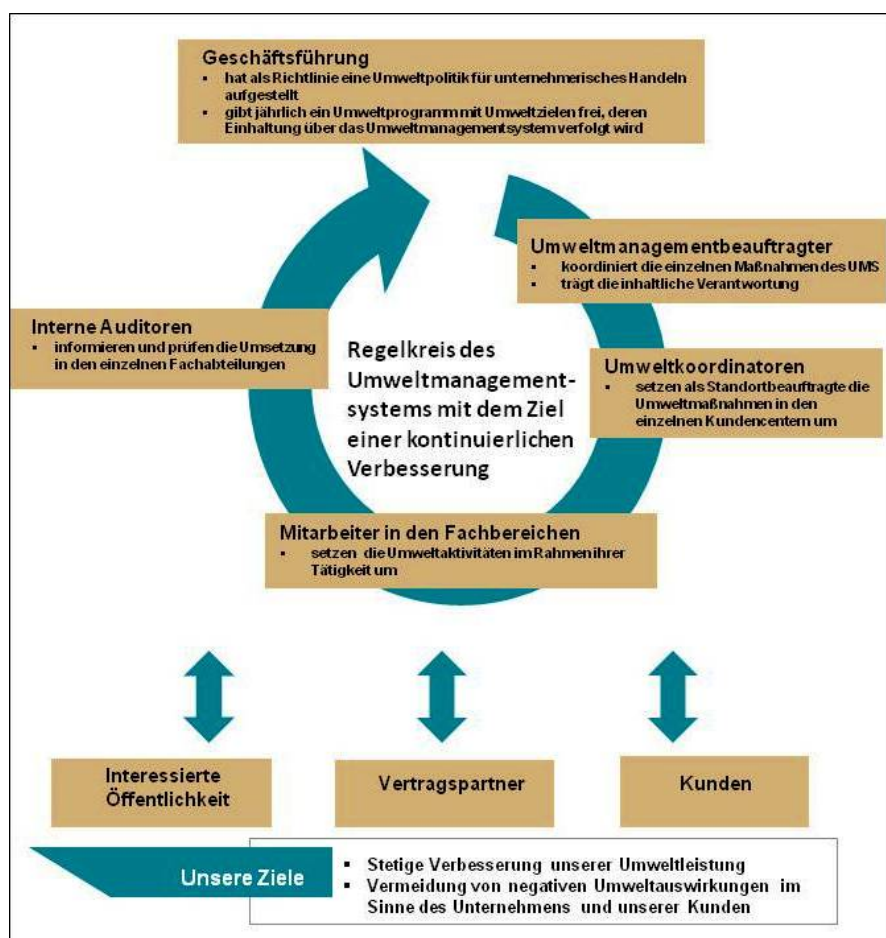 Geschäftsführung
▪ hat als Richtlinie eine Umweltpolitik für unternehmerisches Handeln
aufgestellt
▪ gibt jährlich ein Umweltprogramm mit Umweltzielen frei, deren
Einhaltung über das Umweltmanagementsystem verfolgt wird
Umweltmanagementbeauftragter
▪ koordiniert die einzelnen Maßnahmen des UMS
▪ trägt die inhaltliche Verantwortung
Interne Auditoren
▪ informieren und prüfen die Umsetzung
in den einzelnen Fachabteilungen
Regelkreis des
Umweltmanagement-
systems mit dem Ziel
einer kontinuierlichen
Verbesserung
Umweltkoordinatoren
▪ setzen als Standortbeauftragte die
Umweltmaßnahmen in den
einzelnen Kundencentern um
Mitarbeiter in den Fachbereichen
▪ setzen die Umweltaktivitäten im Rahmen ihrer
Tätigkeit um
Interessierte
Öffentlichkeit
Vertragspartner
Kunden
Unsere Ziele
▪ Stetige Verbesserung unserer Umweltleistung
▪ Vermeidung von negativen Umweltauswirkungen im
Sinne des Unternehmens und unserer Kunden